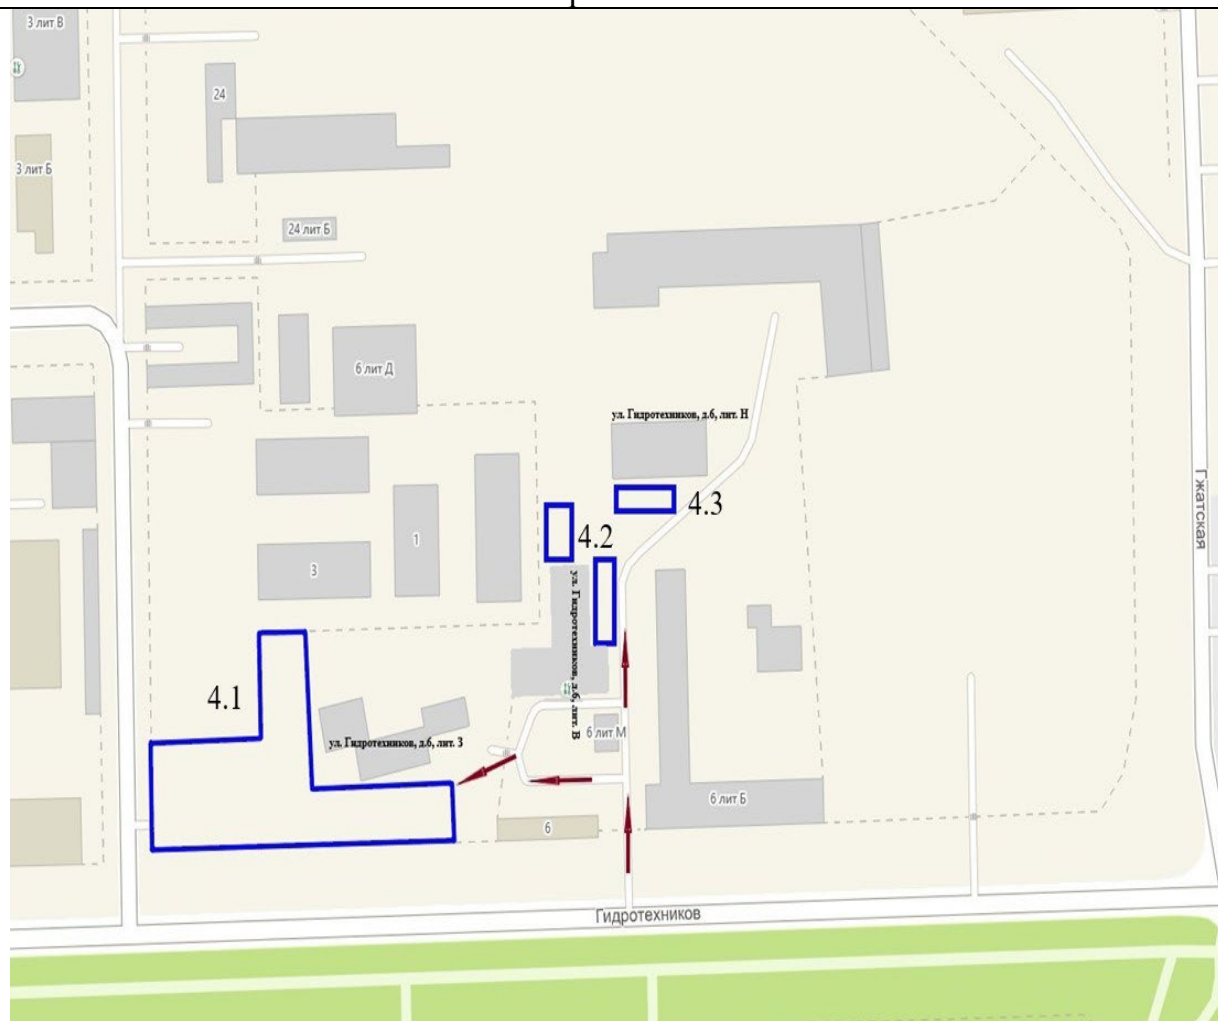 3 лит В
24
3 лит Б
24 лит Б
6 лит Д
ул. Гидротехников, д.6, лит. Н
Гжатская
4.3
4.2
1
3
ул. Гидротехников, д.6, лит. В
4.1
6 лит М
ул. Гидротехников, д.6, лит. З
6 лит Б
6
Гидротехников